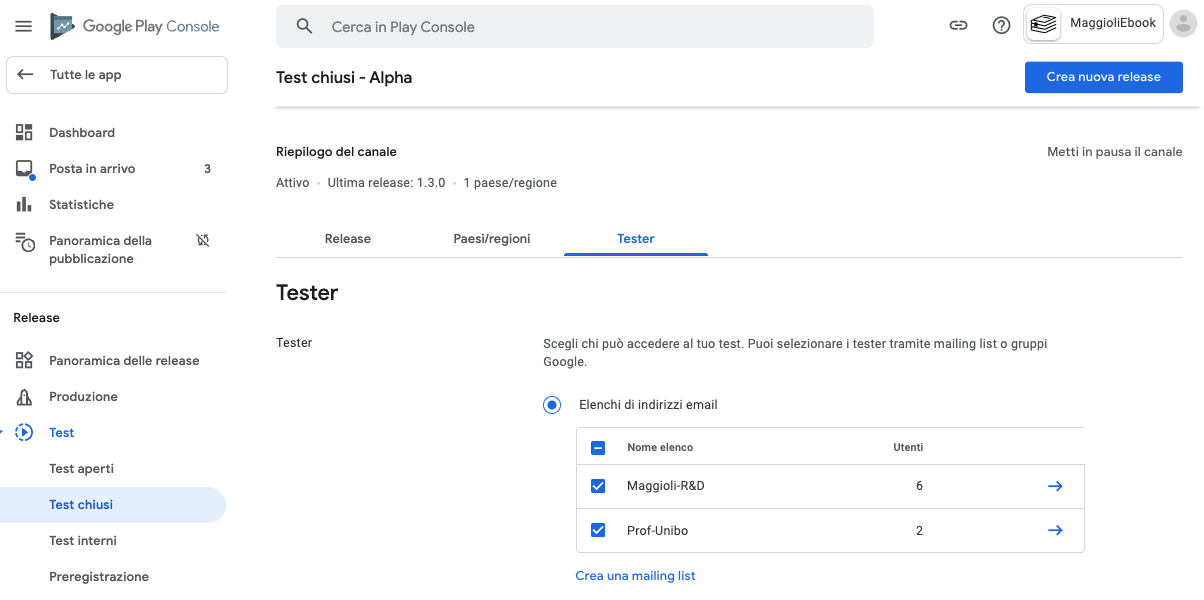 Google Play Console
Cerca in Play Console
MaggioliEbook
Tutte le app
Test chiusi - Alpha
Crea nuova release
Dashboard
Posta in arrivo 3
Statistiche
Panoramica della
pubblicazione
Release
Panoramica delle release
Produzione
Test
Test aperti
Test chiusi
Test interni
Preregistrazione
Riepilogo del canale
Metti in pausa il canale
Attivo • Ultima release: 1.3.0 • 1 paese/regione
Release Paesi/regioni Tester
Tester
Tester
Scegli chi può accedere al tuo test. Puoi selezionare i tester tramite mailing list o gruppi
Google.
Elenchi di indirizzi email
Nome elenco Utenti
Maggioli-R&D 6
Prof-Unibo 2
Crea una mailing list